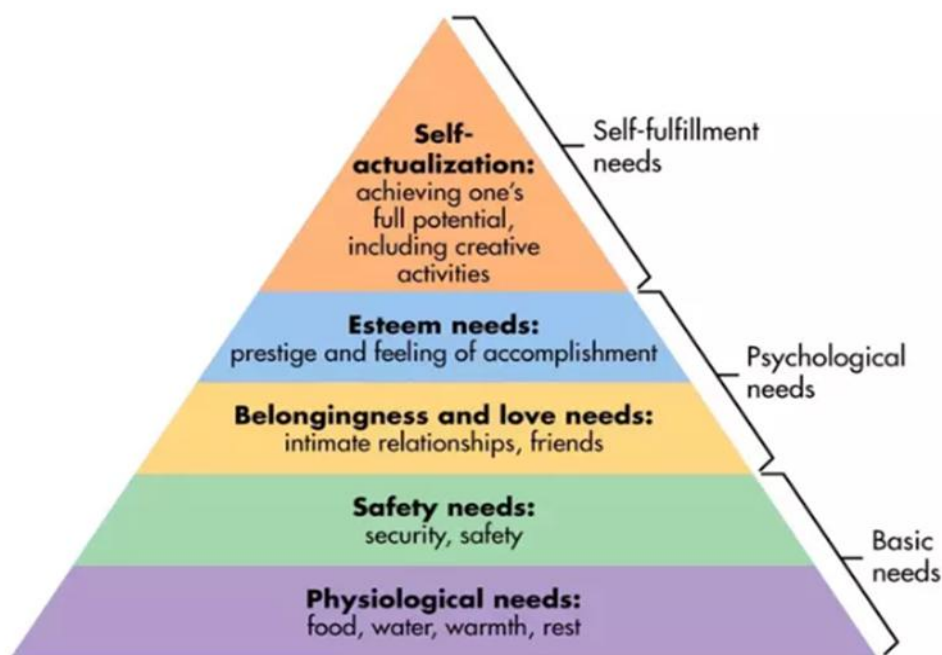 Self-
actualization:
achieving one's
full potential,
including creative
activities
Self-fulfillment
needs
Esteem needs:
prestige and feeling of accomplishment
Psychological
needs
Belongingness and love needs:
intimate relationships, friends
Safety needs:
security, safety
Basic
needs
Physiological needs:
food, water, warmth, rest